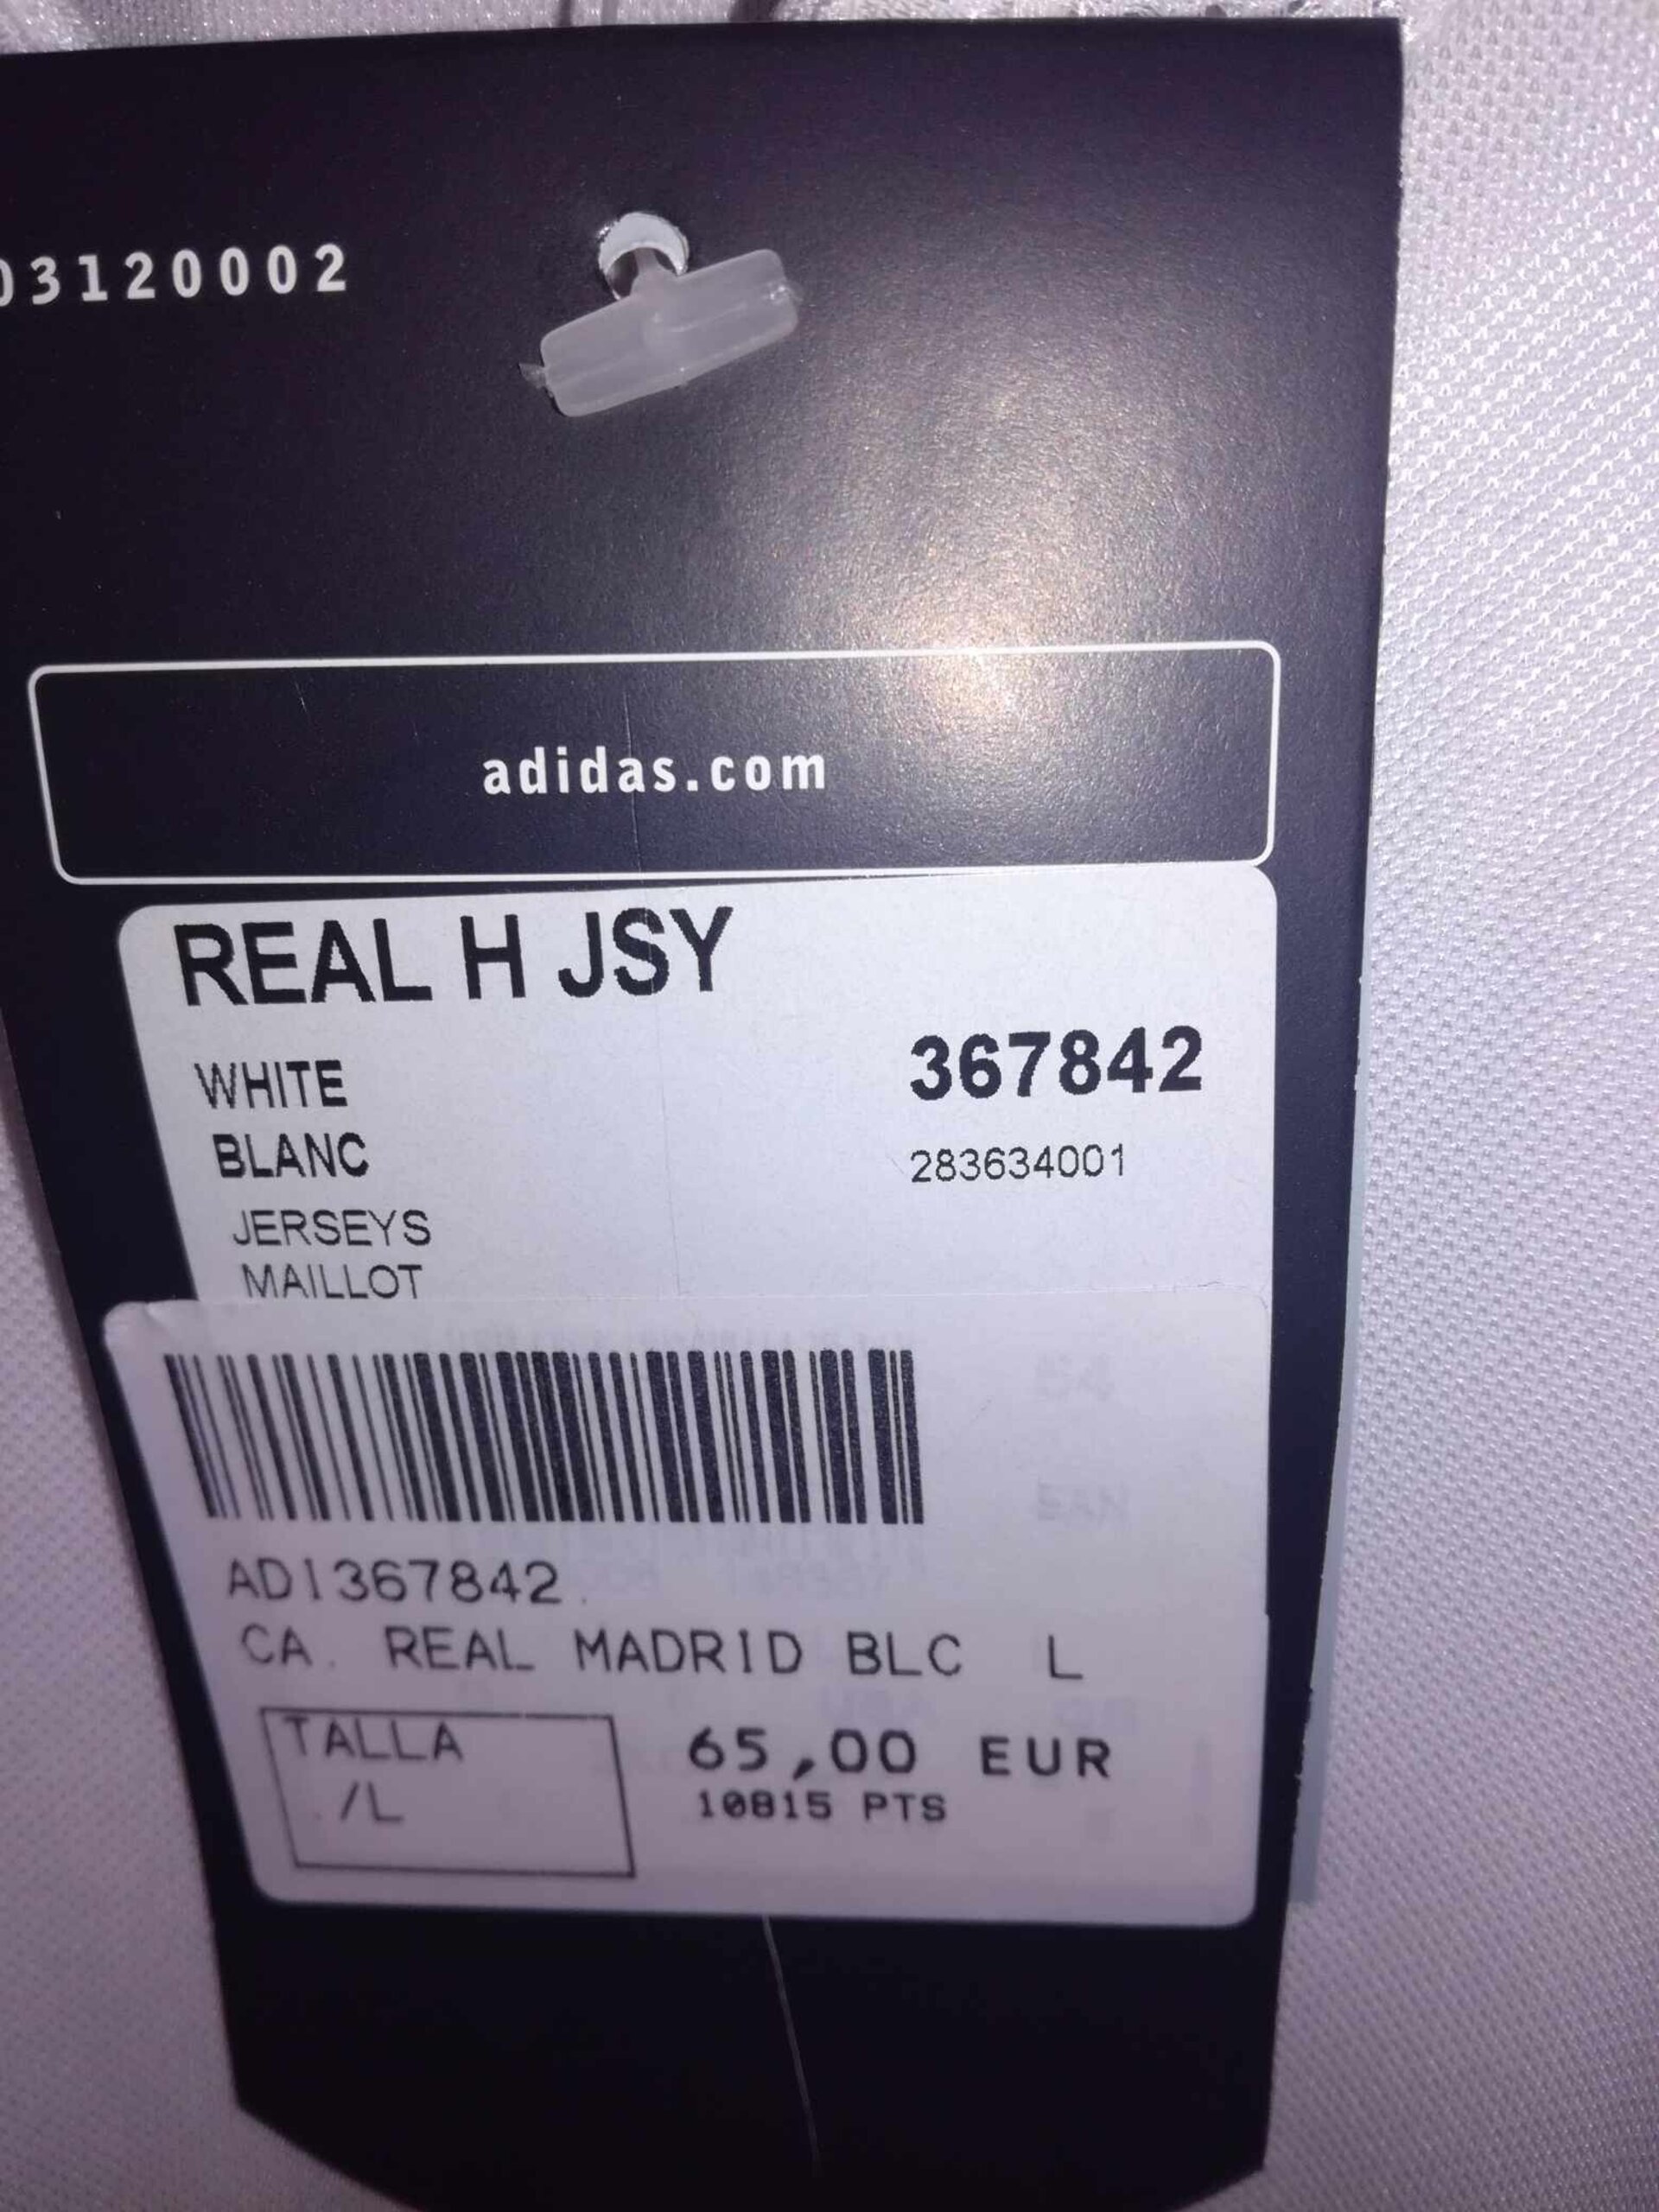 03120002
adidas.com
REAL H JSY
WHITE
367842
BLANC
283634001
JERSEYS
MAILLOT
ADI367842
CA. REAL MADRID BLC L
TALLA
/L
65,00 EUR
10815 PTS